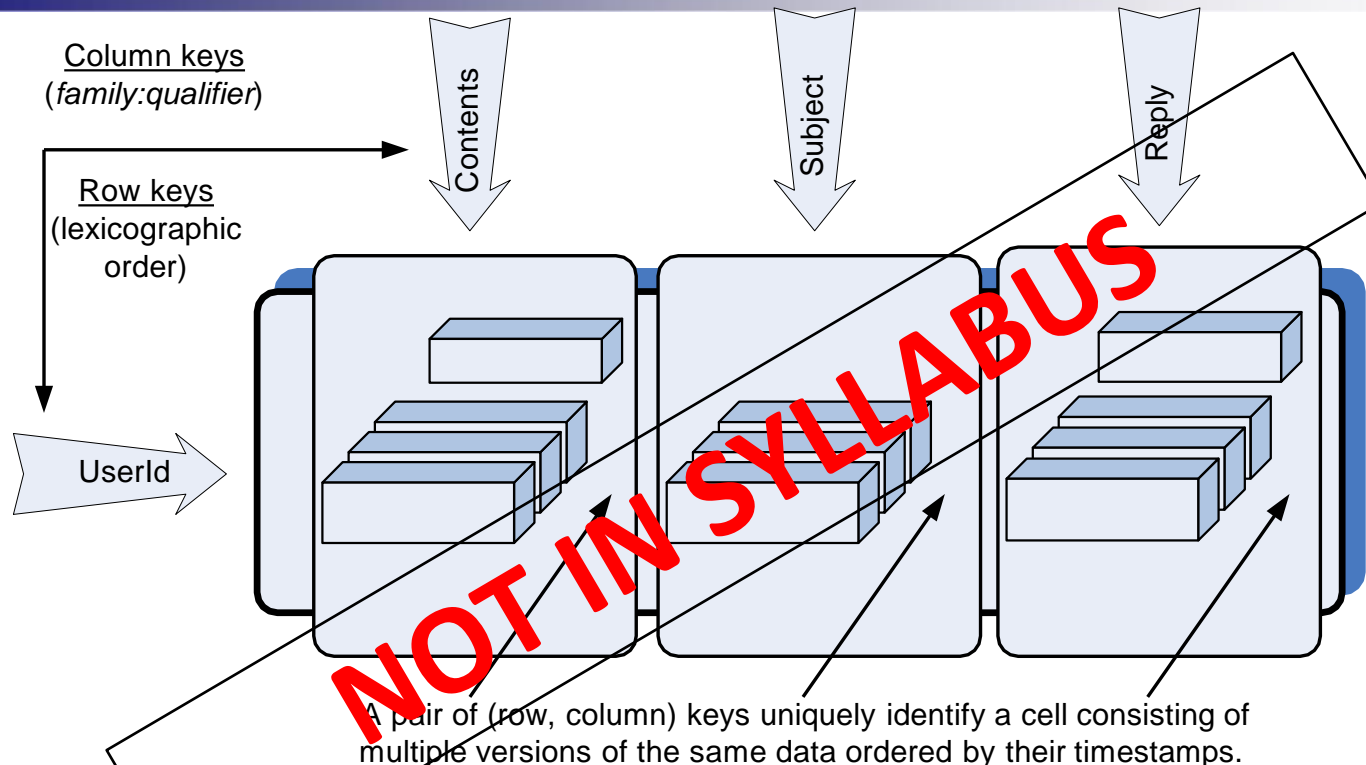 Column keys
(family:qualifier)
Contents
Subject
Reply
Row keys
(lexicographic
order)
UserId
NOT IN SYLLABUS
A pair of (row, column) keys uniquely identify a cell consisting of
multiple versions of the same data ordered by their timestamps.